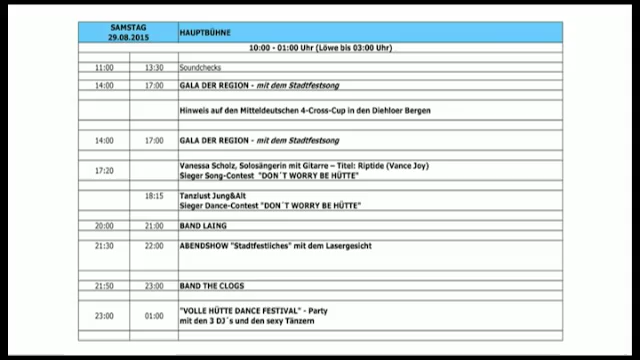 SAMSTAG
29.08.2015 HAUPTBÜHNE
10:00 - 01:00 Uhr (Löwe bis 03:00 Uhr)
11:00 13:30 Soundchecks
14:00 17:00 GALA DER REGION - mit dem Stadtfestsong
Hinweis auf den Mitteldeutschen 4-Cross-Cup in den Diehloer Bergen
14:00 17:00 GALA DER REGION - mit dem Stadtfestsong
17:20 Vanessa Scholz, Solosängerin mit Gitarre – Titel: Riptide (Vance Joy)
Sieger Song-Contest "DON´T WORRY BE HÜTTE"
18:15 Tanzlust Jung&Alt
Sieger Dance-Contest "DON´T WORRY BE HÜTTE"
20:00 21:00 BAND LAING
21:30 22:00 ABENDSHOW "Stadtfestliches" mit dem Lasergesicht
21:50 23:00 BAND THE CLOGS
23:00 01:00 "VOLLE HÜTTE DANCE FESTIVAL" - Party
mit den 3 DJ´s und den sexy Tänzern